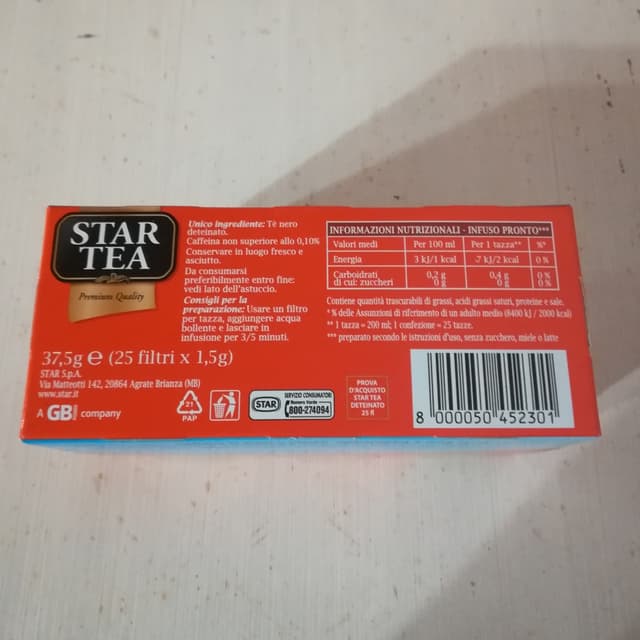 STAR
TEA
Premium Quality
Unico ingrediente: Tè nero
deteinato.
Caffeina non superiore allo 0,10%
Conservare in luogo fresco e
asciutto.
Da consumarsi
preferibilmente entro fine:
vedi lato dell'astuccio.
Consigli per la
preparazione: Usare un filtro
per tazza, aggiungere acqua
bollente e lasciare in
infusione per 3/5 minuti.
37,5g e (25 filtri x 1,5g)
STAR S.p.A.
Via Matteotti 142, 20864 Agrate Brianza (MB)
www.star.it
A GB company
21
PAP
STAR
SERVIZIO CONSUMATORI
Numero Verde
800-274094
PROVA
D'ACQUISTO
STAR TEA
DETEINATO
25 fl
INFORMAZIONI NUTRIZIONALI - INFUSO PRONTO***
Valori medi Per 100 ml Per 1 tazza** %*
Energia 3 kJ/1 kcal 7 kJ/2 kcal 0 %
Carboidrati 0,2 g 0,4 g 0 %
di cui: zuccheri 0 g 0 g 0 %
Contiene quantità trascurabili di grassi, acidi grassi saturi, proteine e sale.
* % delle Assunzioni di riferimento di un adulto medio (8400 kJ / 2000 kcal)
** 1 tazza = 200 ml; 1 confezione = 25 tazze.
*** preparato secondo le istruzioni d'uso, senza zucchero, miele o latte
8 000050 452301